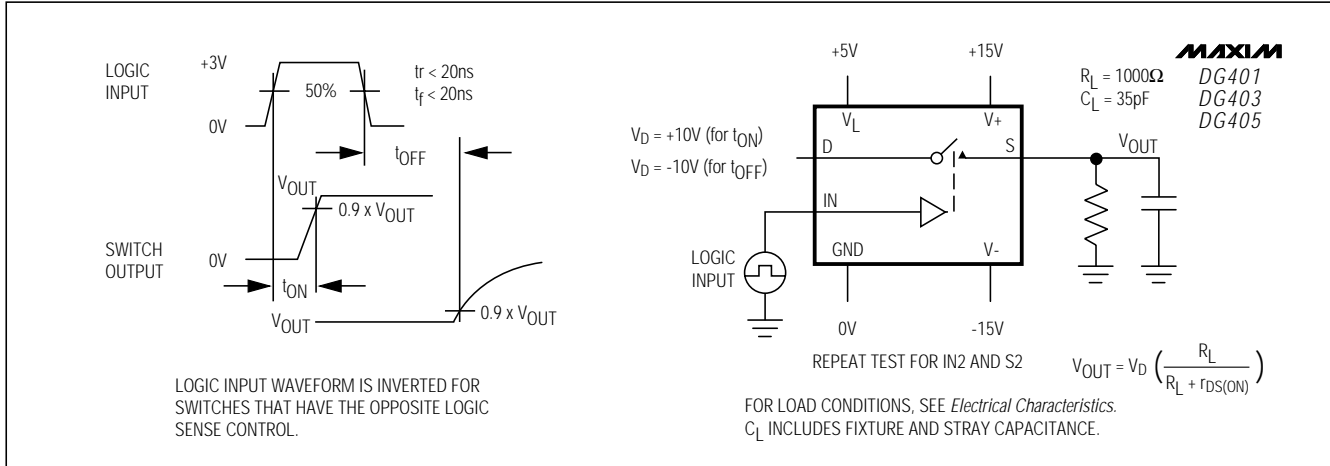 LOGIC
INPUT
+3V
0V
50%
tr < 20ns
tf < 20ns
tOFF
VOUT
0.9 x VOUT
SWITCH
OUTPUT
0V
tON
VOUT
0.9 x VOUT
LOGIC INPUT WAVEFORM IS INVERTED FOR
SWITCHES THAT HAVE THE OPPOSITE LOGIC
SENSE CONTROL.
+5V
+15V
RL = 1000Ω
CL = 35pF
MAXIM
DG401
DG403
DG405
VL
V+
VD = +10V (for tON)
VD = -10V (for tOFF)
D
S
VOUT
IN
LOGIC
INPUT
GND
V-
0V
-15V
REPEAT TEST FOR IN2 AND S2
VOUT = VD ( RL / RL + rDS(ON) )
FOR LOAD CONDITIONS, SEE Electrical Characteristics.
CL INCLUDES FIXTURE AND STRAY CAPACITANCE.